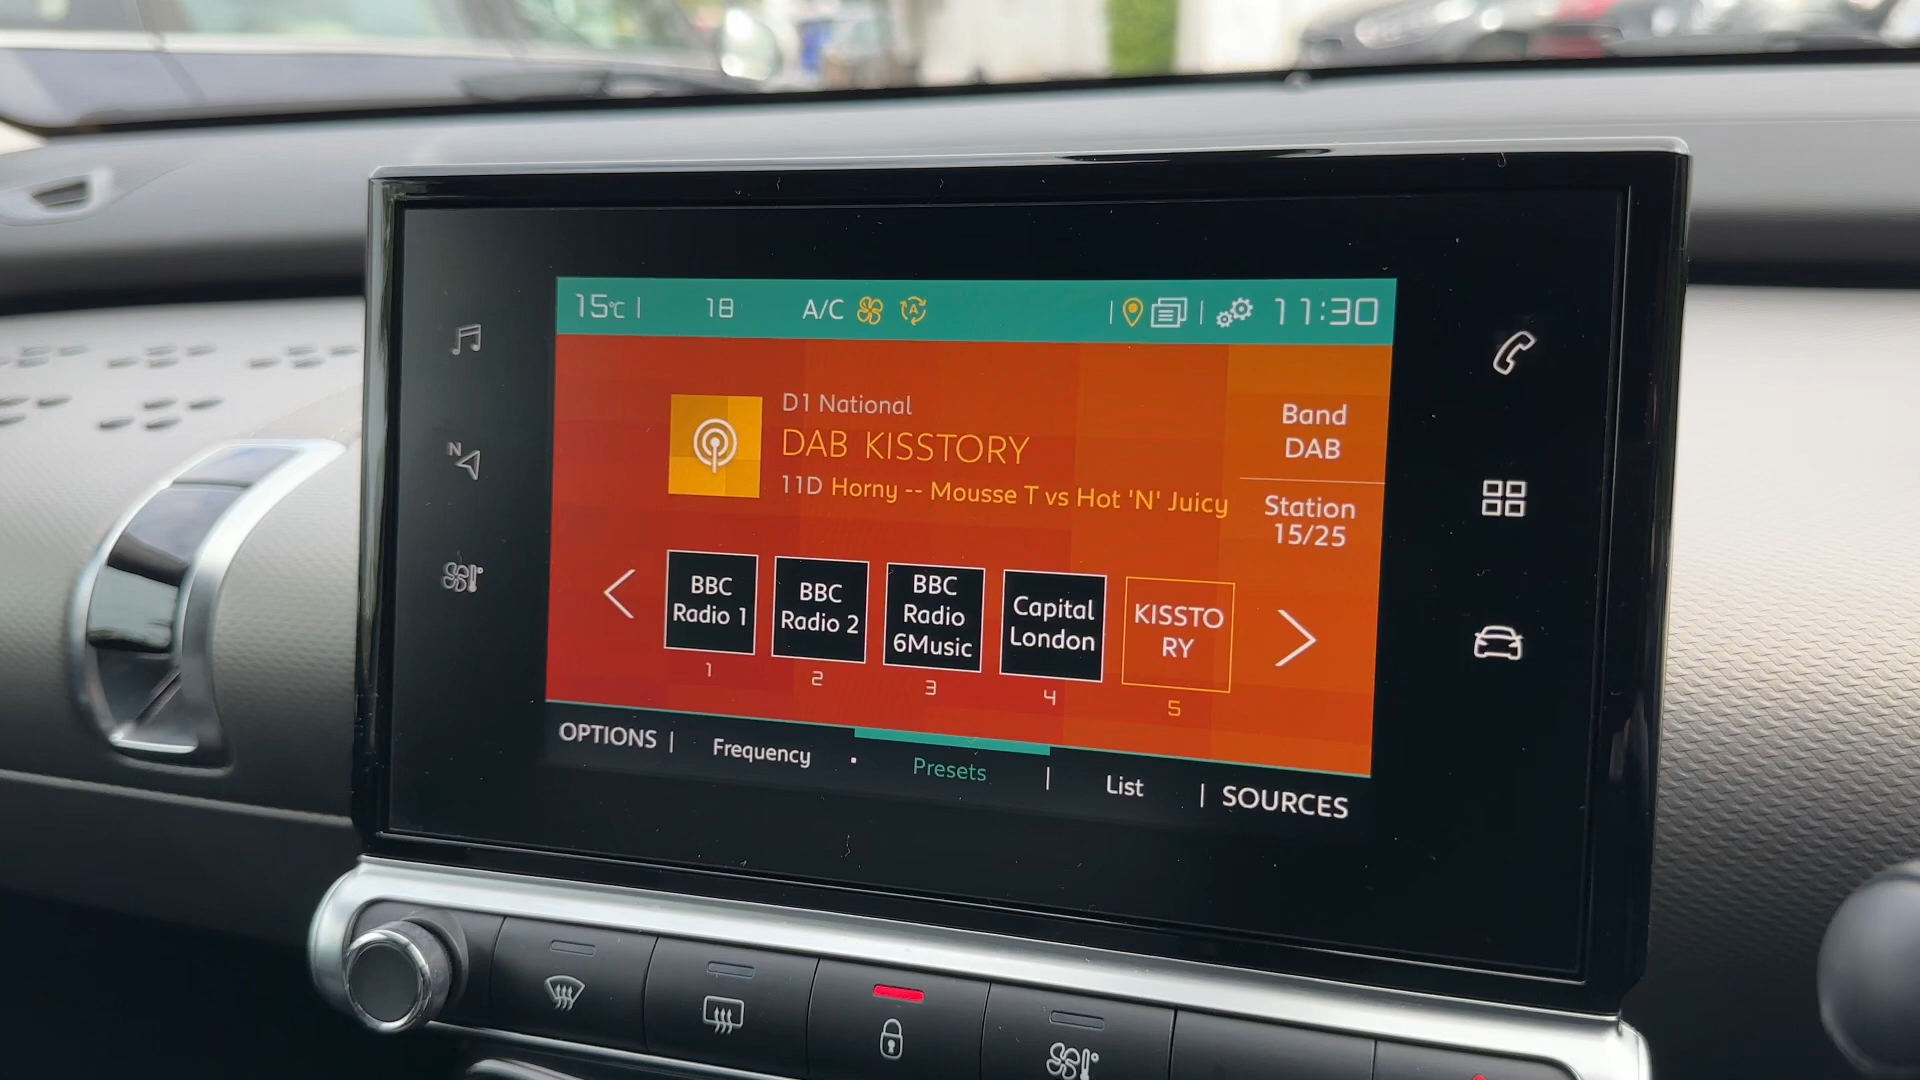 15°C | 18 A/C A 11:30
D1 National
DAB KISSTORY
11D Horny -- Mousse T vs Hot 'N' Juicy
Band
DAB
Station
15/25
N
BBC
Radio 1
1
BBC
Radio 2
2
BBC
Radio
6Music
3
Capital
London
4
KISSTO
RY
5
OPTIONS | Frequency · Presets | List | SOURCES